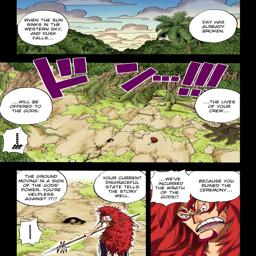 DAY HAS
ALREADY
BROKEN.
WHEN THE SUN
SINKS IN THE
WESTERN SKY,
AND DUSK
FALLS...
ドン...!!!
...THE LIVES
OF YOUR
CREW...
...WILL BE
OFFERED TO
THE GODS.
!!!
BECAUSE YOU
RUINED THE
CEREMONY...
...WE'VE
INCURRED THE
WRATH OF
THE GODS!!
YOUR CURRENT
DISGRACEFUL
STATE TELLS
THE STORY
WELL.
THE GROUND
MOVING IS A SIGN
OF THE GODS'
POWER. YOU'RE
HELPLESS
AGAINST IT!!